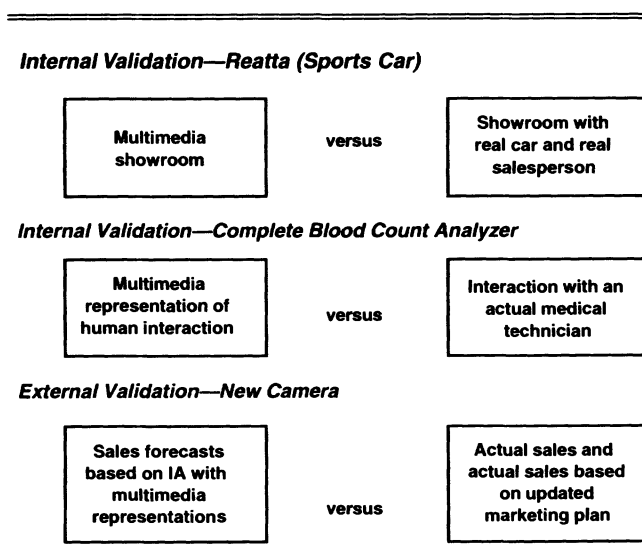 Internal Validation—Reatta (Sports Car)
Multimedia
showroom
versus
Showroom with
real car and real
salesperson
Internal Validation—Complete Blood Count Analyzer
Multimedia
representation of
human interaction
versus
Interaction with an
actual medical
technician
External Validation—New Camera
Sales forecasts
based on IA with
multimedia
representations
versus
Actual sales and
actual sales based
on updated
marketing plan